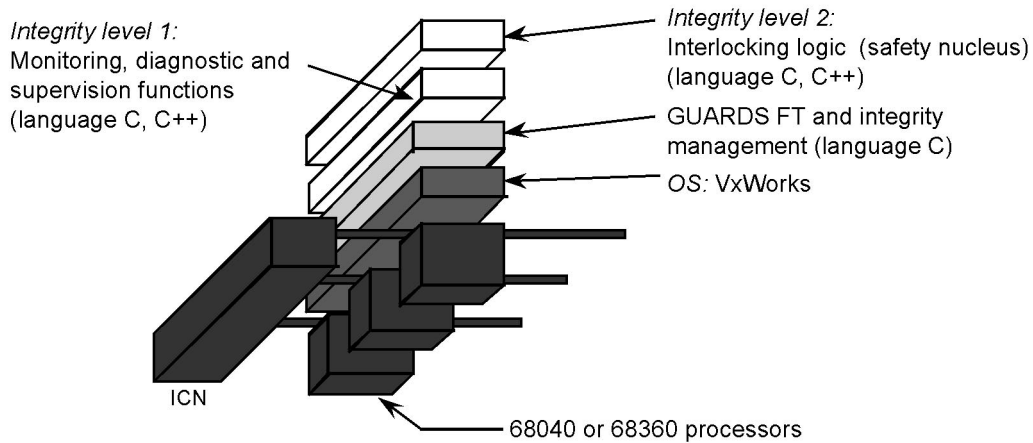 Integrity level 1:
Monitoring, diagnostic and
supervision functions
(language C, C++)
Integrity level 2:
Interlocking logic (safety nucleus)
(language C, C++)
GUARDS FT and integrity
management (language C)
OS: VxWorks
ICN
68040 or 68360 processors